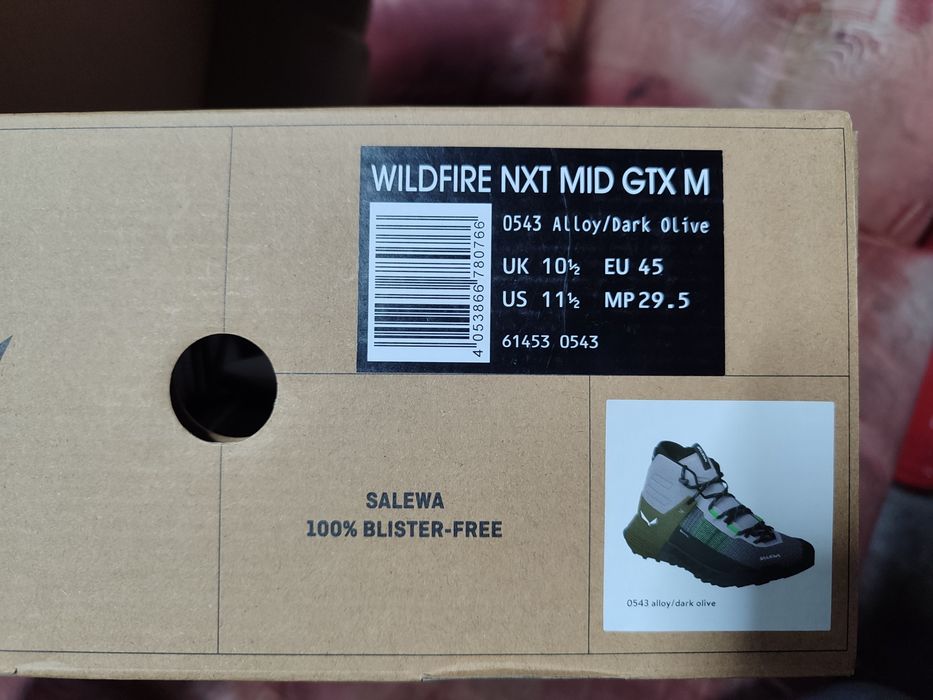 WILDFIRE NXT MID GTX M
0543 Alloy/Dark Olive
UK 10½ EU 45
US 11½ MP 29.5
61453 0543
4 053866 780766
SALEWA
100% BLISTER-FREE
SALEWA
0543 alloy/dark olive